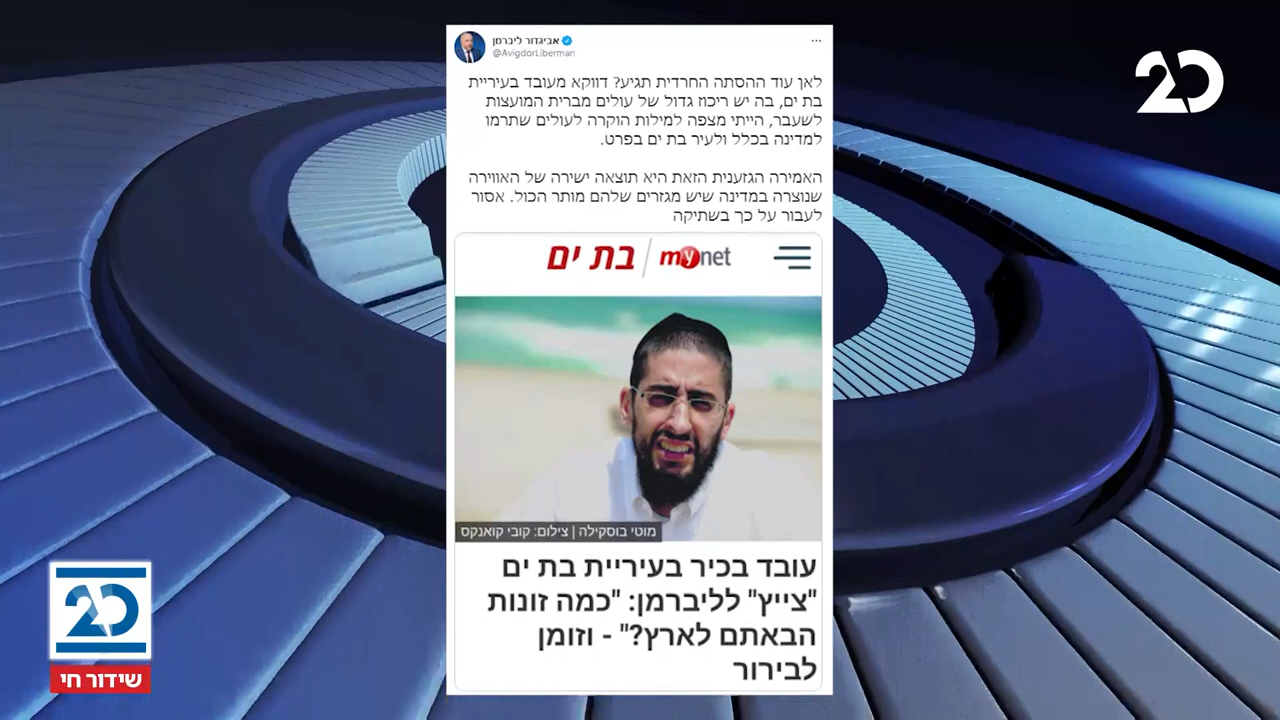 אביגדור ליברמן
@AvigdorLiberman
לאן עוד ההסתה החרדית תגיע? דווקא מעובד בעיריית
בת ים, בה יש ריכוז גדול של עולים מברית המועצות
לשעבר, הייתי מצפה למילות הוקרה לעולים שתרמו
למדינה בכלל ולעיר בת ים בפרט.
האמירה הגזענית הזאת היא תוצאה ישירה של האווירה
שנוצרה במדינה שיש מגזרים שלהם מותר הכול. אסור
לעבור על כך בשתיקה
mynet / בת ים
מוטי בוסקילה | צילום: קובי קואנקס
עובד בכיר בעיריית בת ים
"צייץ" לליברמן: "כמה זונות
הבאתם לארץ?" - וזומן
לבירור
20
20
שידור חי